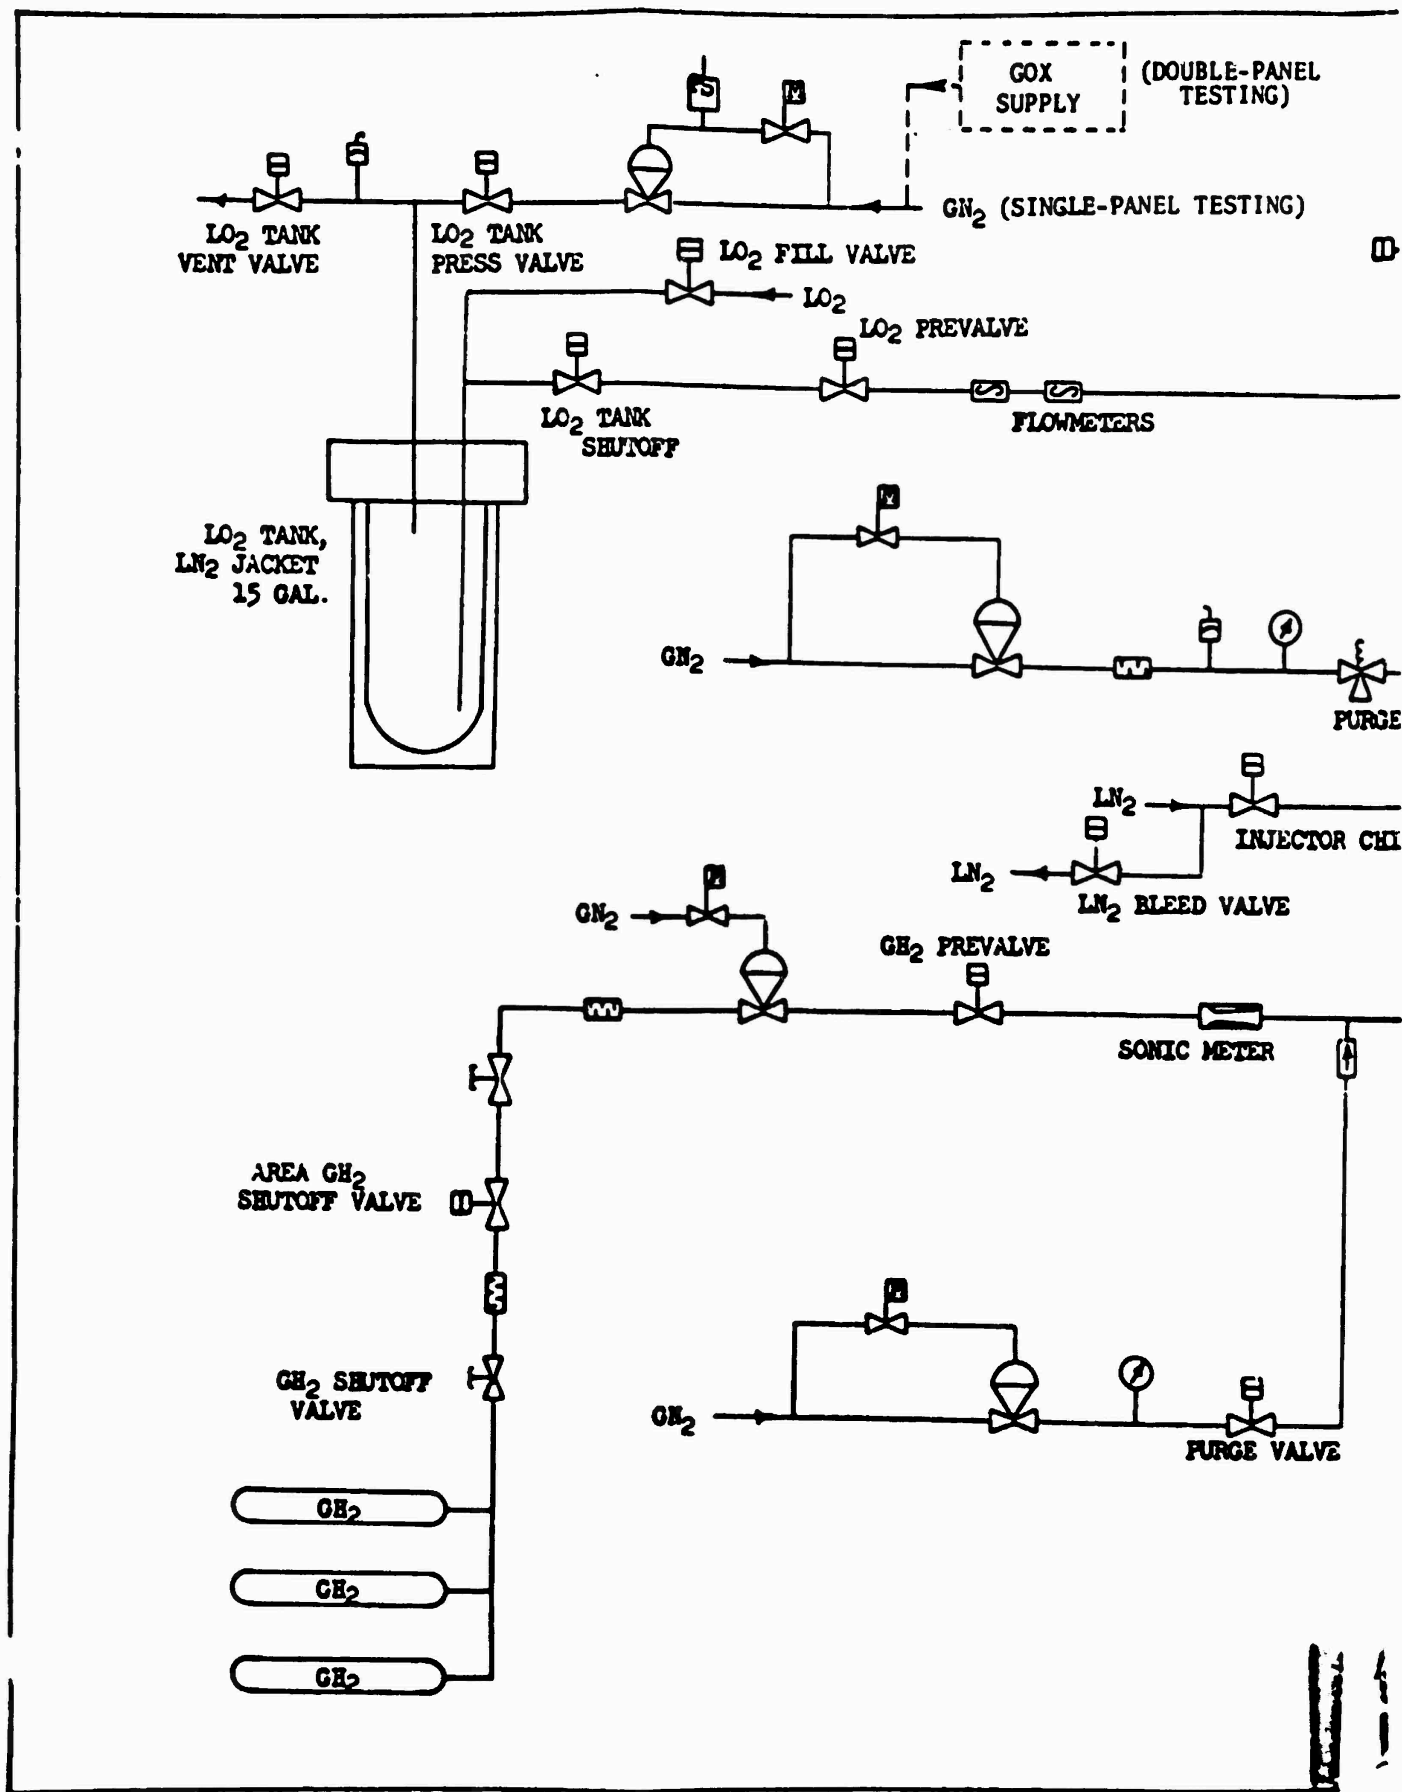 GOX
SUPPLY
(DOUBLE-PANEL
TESTING)
PS
M
GN2 (SINGLE-PANEL TESTING)
LO2 TANK
VENT VALVE
LO2 TANK
PRESS VALVE
LO2 FILL VALVE
LO2
LO2 PREVALVE
LO2 TANK
SHUTOFF
FLOWMETERS
M
LO2 TANK,
LN2 JACKET
15 GAL.
GN2
PURGE
LN2
INJECTOR CHI
LN2
LN2 BLEED VALVE
M
GN2
GH2 PREVALVE
SONIC METER
AREA GH2
SHUTOFF VALVE
M
GH2 SHUTOFF
VALVE
GN2
PURGE VALVE
GH2
GH2
GH2